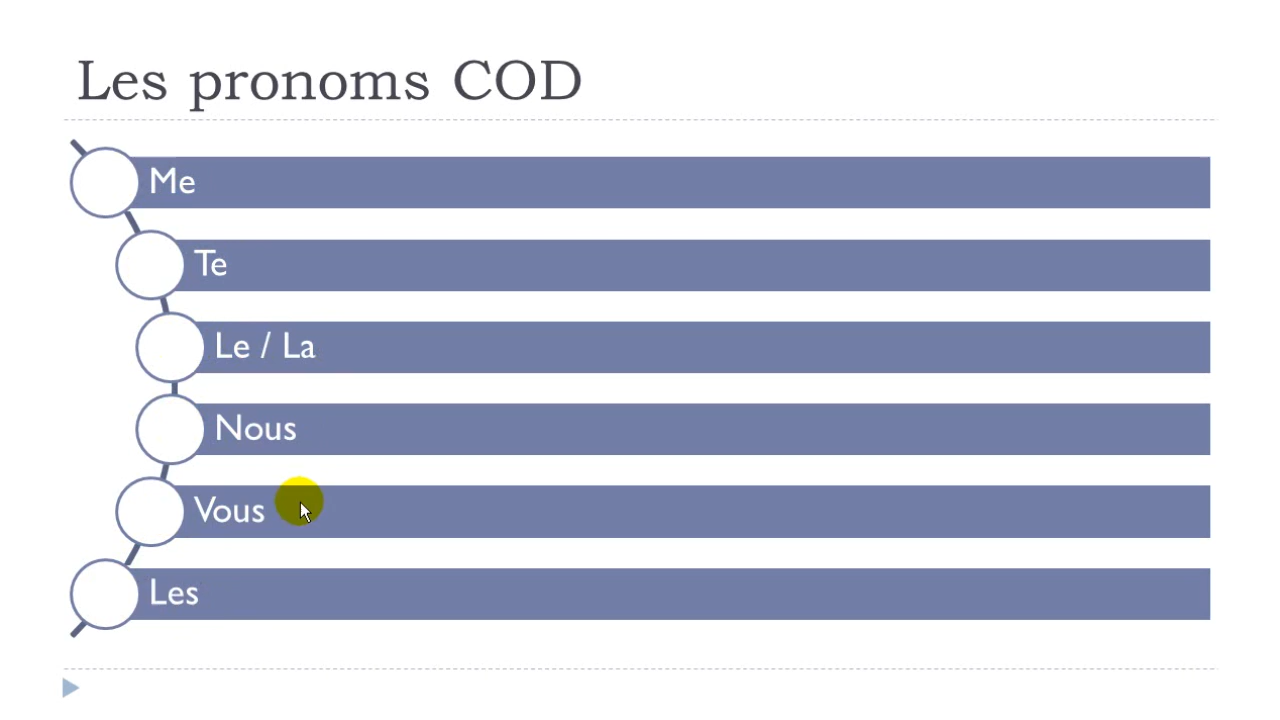 Les pronoms COD
Me
Te
Le / La
Nous
Vous
Les